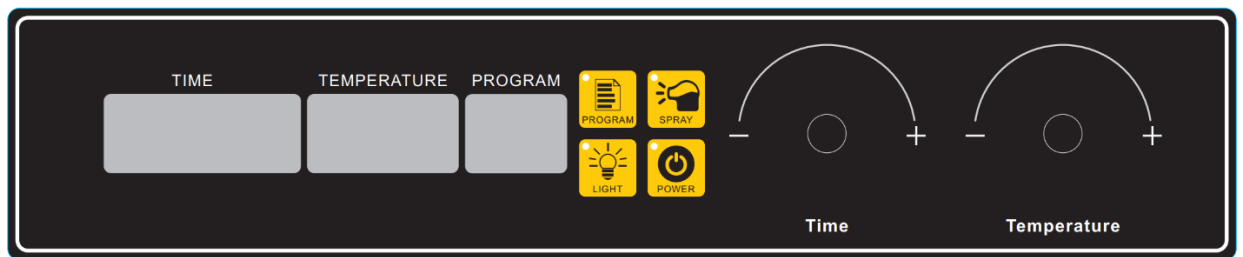 TIME TEMPERATURE PROGRAM
PROGRAM SPRAY
− + − +
LIGHT POWER
Time Temperature